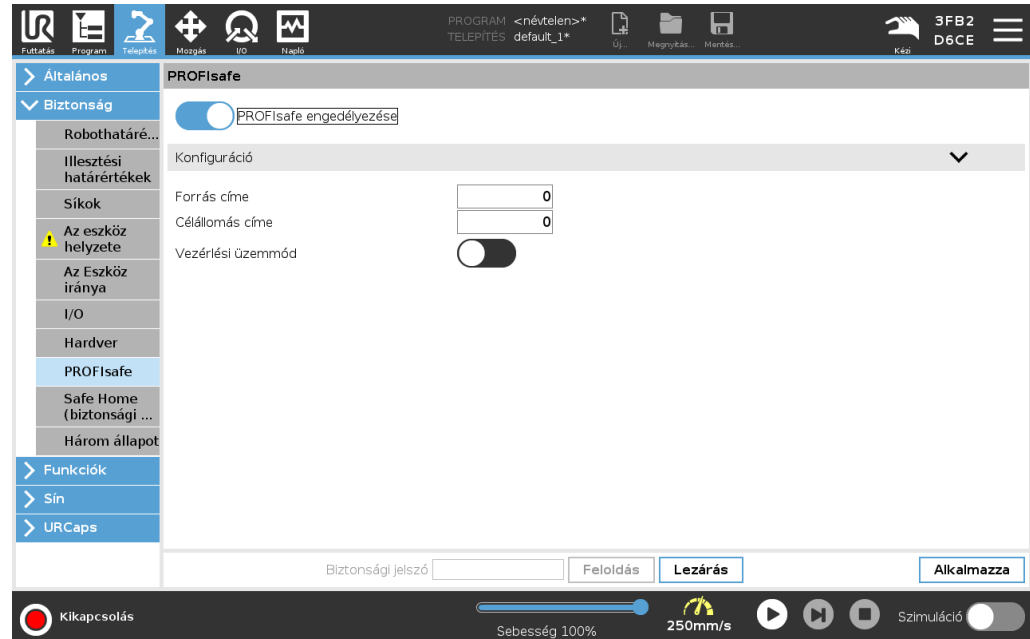 PROGRAM <névtelen>*
TELEPÍTÉS default_1*
3FB2
D6CE
Futtatás Program Telepítés Mozgás I/O Napló Új... Megnyitás... Mentés... Kézi
Általános
Biztonság
Robothatáré...
Illesztési
határértékek
Síkok
Az eszköz
helyzete
Az Eszköz
iránya
I/O
Hardver
PROFIsafe
Safe Home
(biztonsági ...
Három állapot
Funkciók
Sín
URCaps
PROFIsafe
PROFIsafe engedélyezése
Konfiguráció
Forrás címe 0
Célállomás címe 0
Vezérlési üzemmód
Biztonsági jelszó Feloldás Lezárás Alkalmazza
Kikapcsolás
Sebesség 100%
250mm/s
Szimuláció